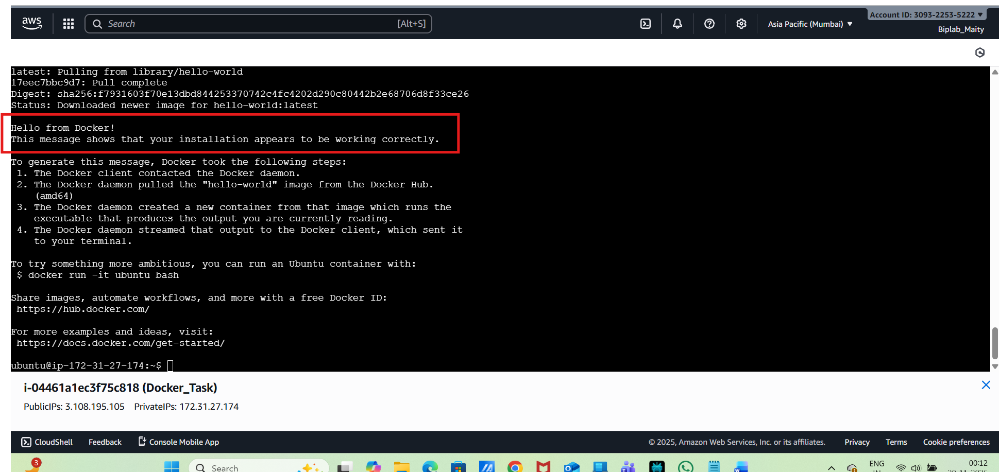 aws
Search
[Alt+S]
Asia Pacific (Mumbai) ▼
Account ID: 3093-2253-5222 ▼
Biplab_Maity
latest: Pulling from library/hello-world
17eec7bbc9d7: Pull complete
Digest: sha256:f7931603f70e13dbd844253370742c4fc4202d290c80442b2e68706d8f33ce26
Status: Downloaded newer image for hello-world:latest
Hello from Docker!
This message shows that your installation appears to be working correctly.
To generate this message, Docker took the following steps:
1. The Docker client contacted the Docker daemon.
2. The Docker daemon pulled the "hello-world" image from the Docker Hub.
(amd64)
3. The Docker daemon created a new container from that image which runs the
executable that produces the output you are currently reading.
4. The Docker daemon streamed that output to the Docker client, which sent it
to your terminal.
To try something more ambitious, you can run an Ubuntu container with:
$ docker run -it ubuntu bash
Share images, automate workflows, and more with a free Docker ID:
https://hub.docker.com/
For more examples and ideas, visit:
https://docs.docker.com/get-started/
ubuntu@ip-172-31-27-174:~$
i-04461a1ec3f75c818 (Docker_Task)
PublicIPs: 3.108.195.105 PrivateIPs: 172.31.27.174
CloudShell Feedback Console Mobile App
© 2025, Amazon Web Services, Inc. or its affiliates. Privacy Terms Cookie preferences
3
Search
ENG
00:12